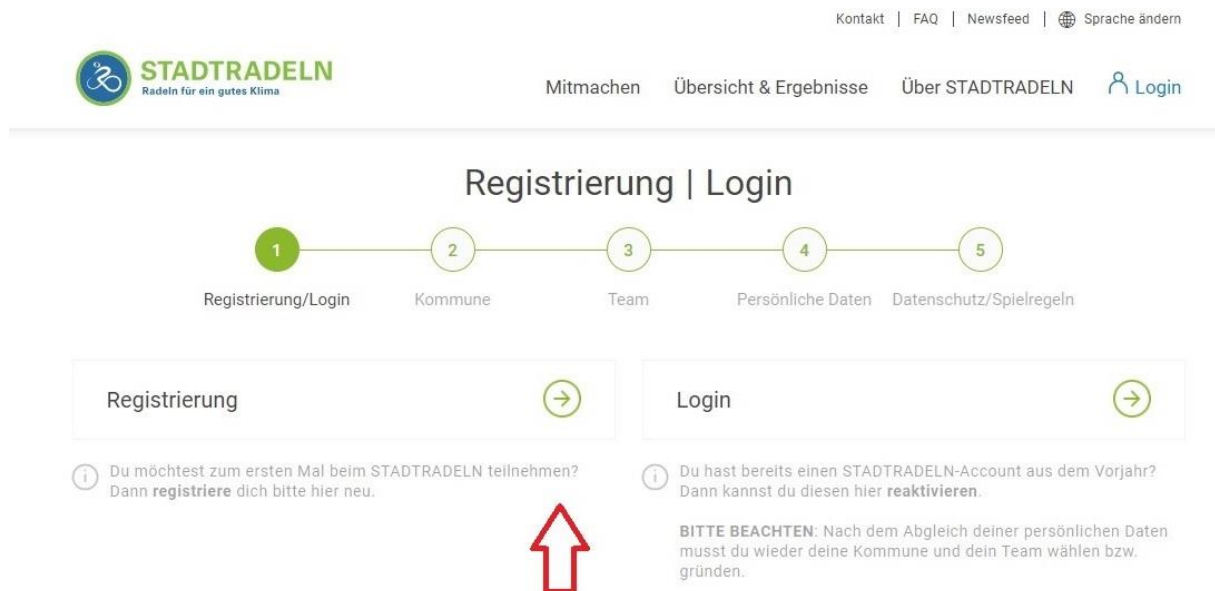 Kontakt | FAQ | Newsfeed | Sprache ändern
STADTRADELN
Radeln für ein gutes Klima
Mitmachen Übersicht & Ergebnisse Über STADTRADELN Login
Registrierung | Login
1 2 3 4 5
Registrierung/Login Kommune Team Persönliche Daten Datenschutz/Spielregeln
Registrierung
Du möchtest zum ersten Mal beim STADTRADELN teilnehmen?
Dann registriere dich bitte hier neu.
Login
Du hast bereits einen STADTRADELN-Account aus dem Vorjahr?
Dann kannst du diesen hier reaktivieren.
BITTE BEACHTEN: Nach dem Abgleich deiner persönlichen Daten
musst du wieder deine Kommune und dein Team wählen bzw.
gründen.